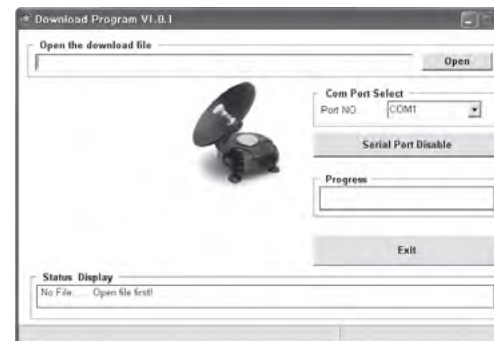 Download Program V1.0.1
Open the download file
Open
Com Port Select
Port NO. COM1
Serial Port Disable
Progress
Exit
Status Display
No File..... Open file first!